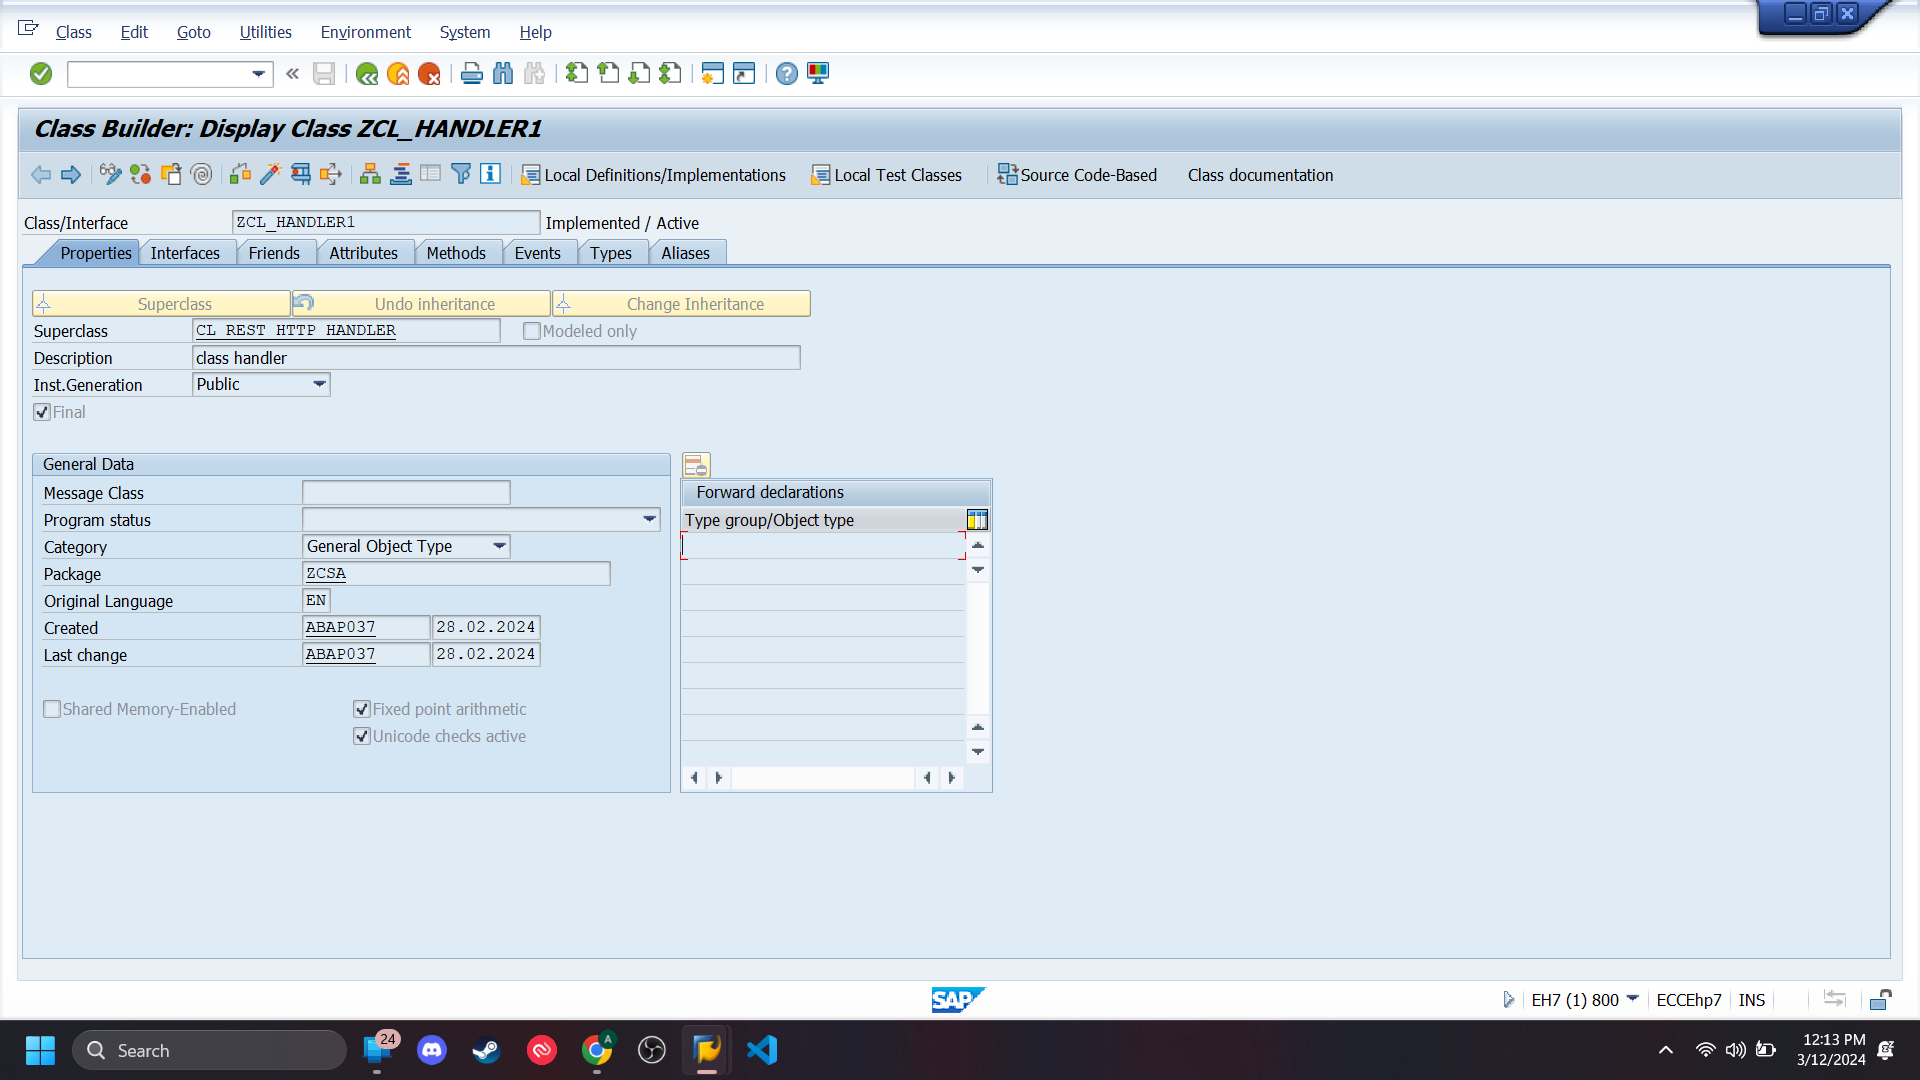 Class Edit Goto Utilities Environment System Help
Class Builder: Display Class ZCL_HANDLER1
Local Definitions/Implementations Local Test Classes Source Code-Based Class documentation
Class/Interface ZCL_HANDLER1 Implemented / Active
Properties Interfaces Friends Attributes Methods Events Types Aliases
Superclass Undo inheritance Change Inheritance
Superclass CL_REST_HTTP_HANDLER Modeled only
Description class handler
Inst.Generation Public
Final
General Data
Message Class
Program status
Category General Object Type
Package ZCSA
Original Language EN
Created ABAP037 28.02.2024
Last change ABAP037 28.02.2024
Shared Memory-Enabled Fixed point arithmetic
Unicode checks active
Forward declarations
Type group/Object type
SAP
EH7 (1) 800 ECCEhp7 INS
Search
24
A
12:13 PM
3/12/2024